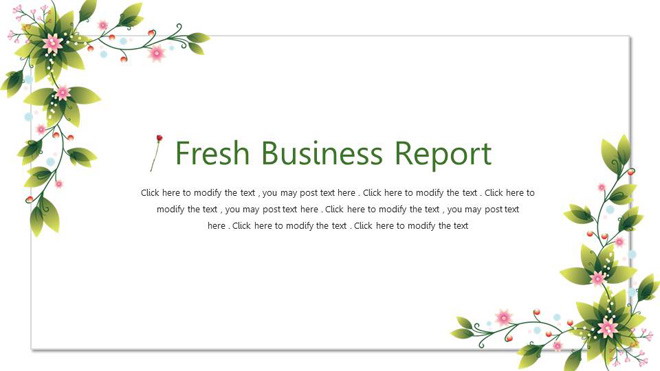 Fresh Business Report
Click here to modify the text , you may post text here . Click here to modify the text . Click here to
modify the text , you may post text here . Click here to modify the text , you may post text
here . Click here to modify the text . Click here to modify the text